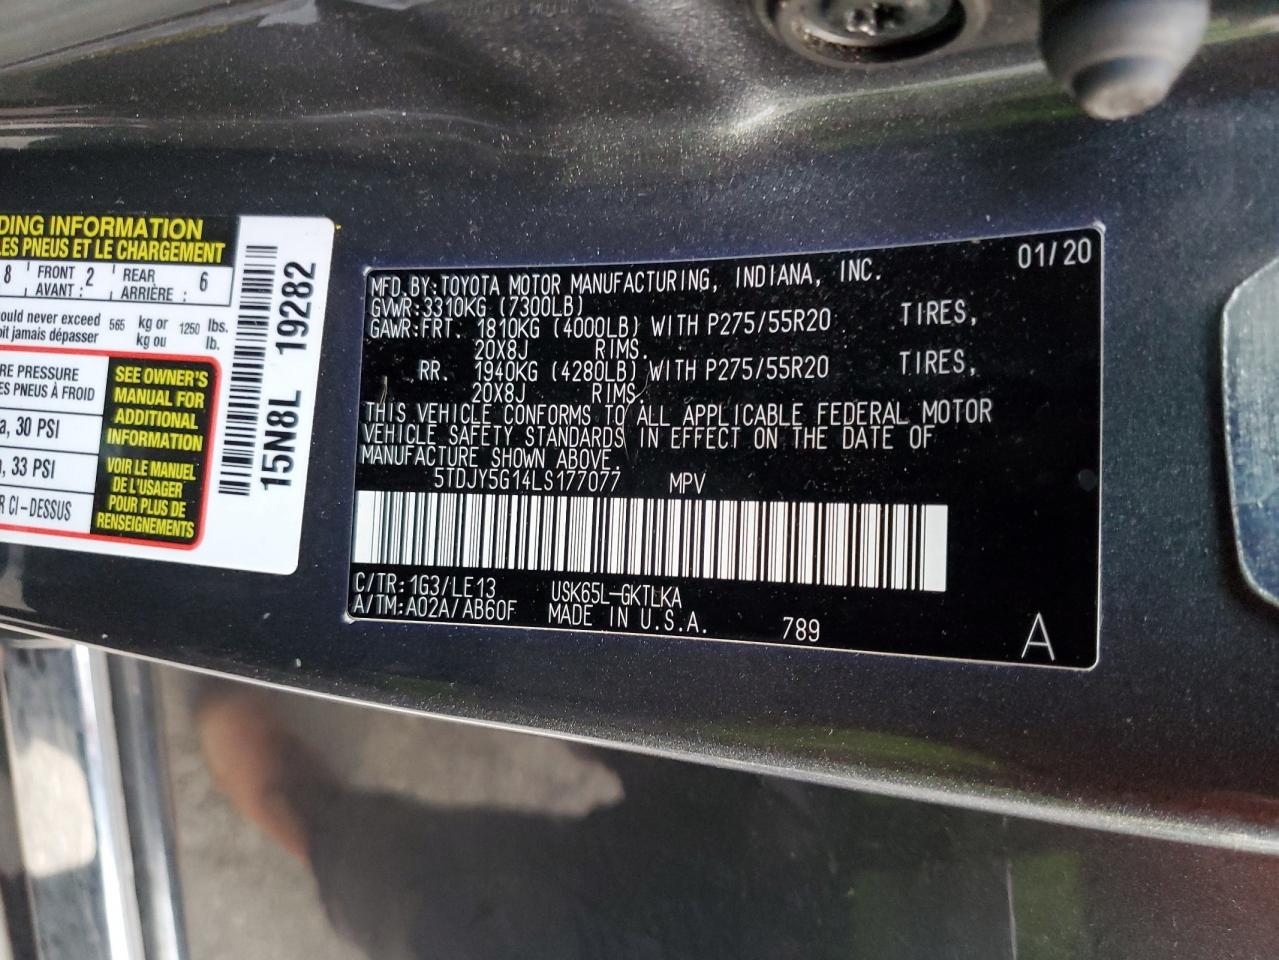 DING INFORMATION
LES PNEUS ET LE CHARGEMENT
8 FRONT AVANT : 2 REAR ARRIÈRE : 6
ould never exceed 565 kg or 1250 lbs.
oit jamais dépasser kg ou lb.
RE PRESSURE
ES PNEUS À FROID
a, 30 PSI
, 33 PSI
R CI-DESSUS
SEE OWNER'S
MANUAL FOR
ADDITIONAL
INFORMATION
VOIR LE MANUEL
DE L'USAGER
POUR PLUS DE
RENSEIGNEMENTS
15N8L 19282
01/20
MFD. BY: TOYOTA MOTOR MANUFACTURING, INDIANA, INC.
GVWR: 3310KG (7300LB)
GAWR: FRT. 1810KG (4000LB) WITH P275/55R20 TIRES,
20X8J RIMS.
RR. 1940KG (4280LB) WITH P275/55R20 TIRES,
20X8J RIMS.
THIS VEHICLE CONFORMS TO ALL APPLICABLE FEDERAL MOTOR
VEHICLE SAFETY STANDARDS IN EFFECT ON THE DATE OF
MANUFACTURE SHOWN ABOVE.
5TDJY5G14LS177077 MPV
C/TR: 1G3/LE13 USK65L-GKTLKA
A/TM: A02A/AB60F MADE IN U.S.A. 789
A